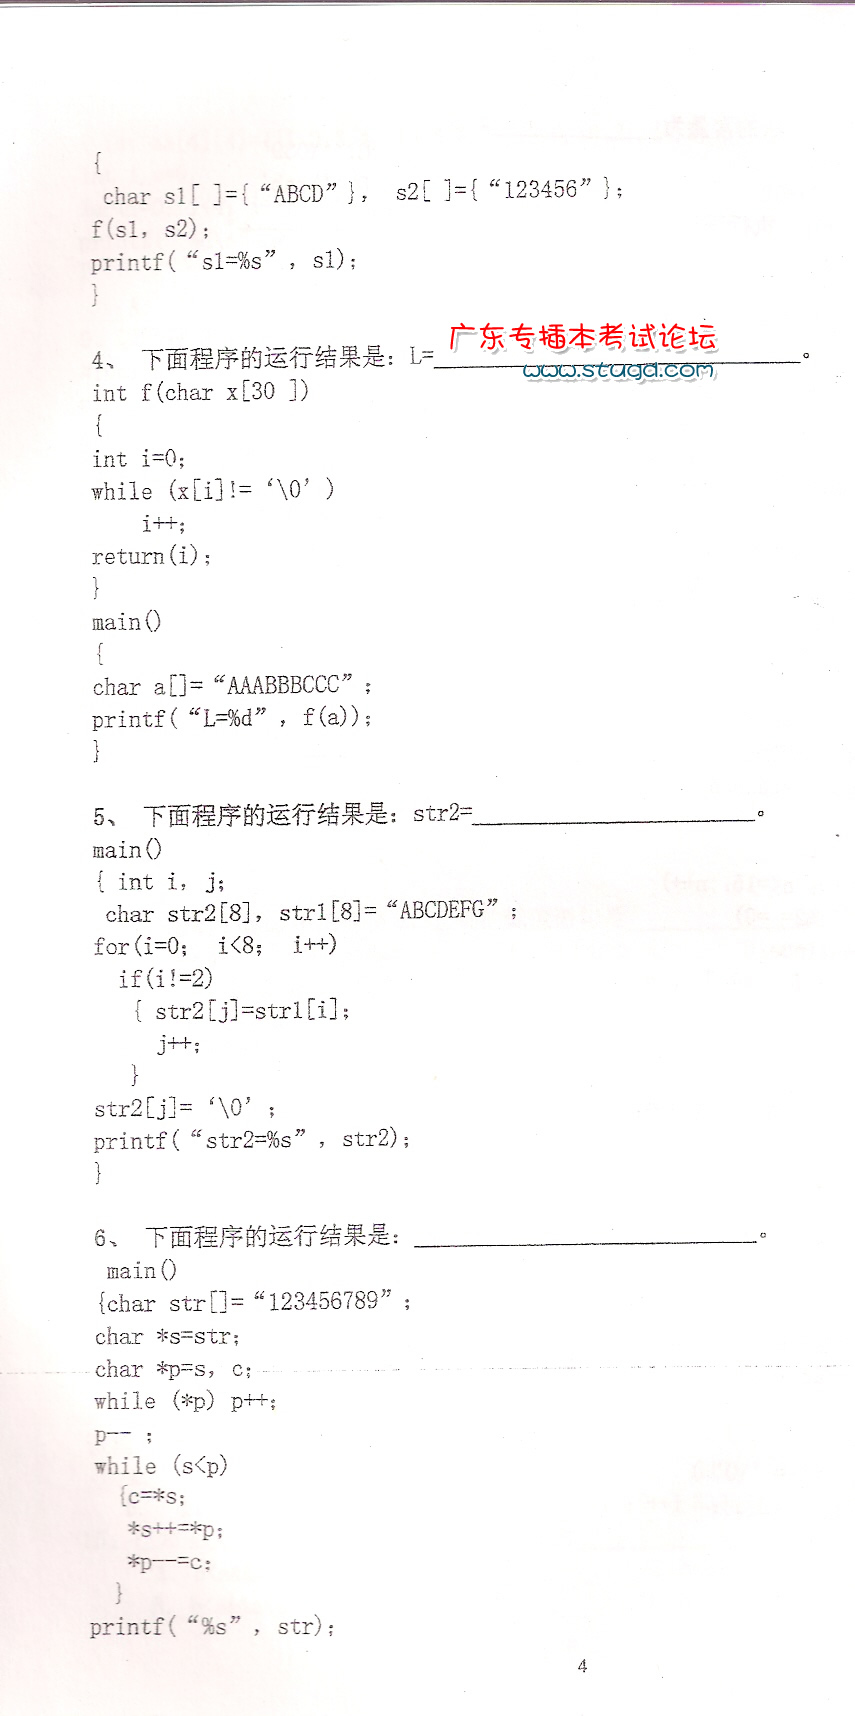 {
char s1[ ]={“ABCD”}, s2[ ]={“123456”};
f(s1, s2);
printf(“s1=%s”, s1);
}
广东专插本考试论坛
4、 下面程序的运行结果是：L=____________________。
www.stugd.com
int f(char x[30 ])
{
int i=0;
while (x[i]!=‘\0’)
i++;
return(i);
}
main()
{
char a[]=“AAABBBCCC”;
printf(“L=%d”, f(a));
}
5、 下面程序的运行结果是：str2=____________________。
main()
{ int i, j;
char str2[8], str1[8]=“ABCDEFG”;
for(i=0; i<8; i++)
if(i!=2)
{ str2[j]=str1[i];
j++;
}
str2[j]=‘\0’;
printf(“str2=%s”, str2);
}
6、 下面程序的运行结果是：____________________。
main()
{char str[]=“123456789”;
char *s=str;
char *p=s, c;
while (*p) p++;
p-- ;
while (s<p)
{c=*s;
*s++=*p;
*p--=c;
}
printf(“%s”, str);
4